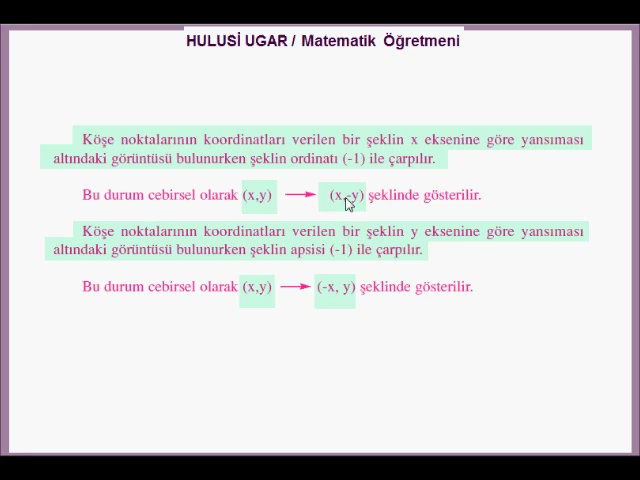 HULUSİ UGAR / Matematik Öğretmeni
Köşe noktalarının koordinatları verilen bir şeklin x eksenine göre yansıması
altındaki görüntüsü bulunurken şeklin ordinatı (-1) ile çarpılır.
Bu durum cebirsel olarak (x,y) → (x,-y) şeklinde gösterilir.
Köşe noktalarının koordinatları verilen bir şeklin y eksenine göre yansıması
altındaki görüntüsü bulunurken şeklin apsisi (-1) ile çarpılır.
Bu durum cebirsel olarak (x,y) → (-x, y) şeklinde gösterilir.